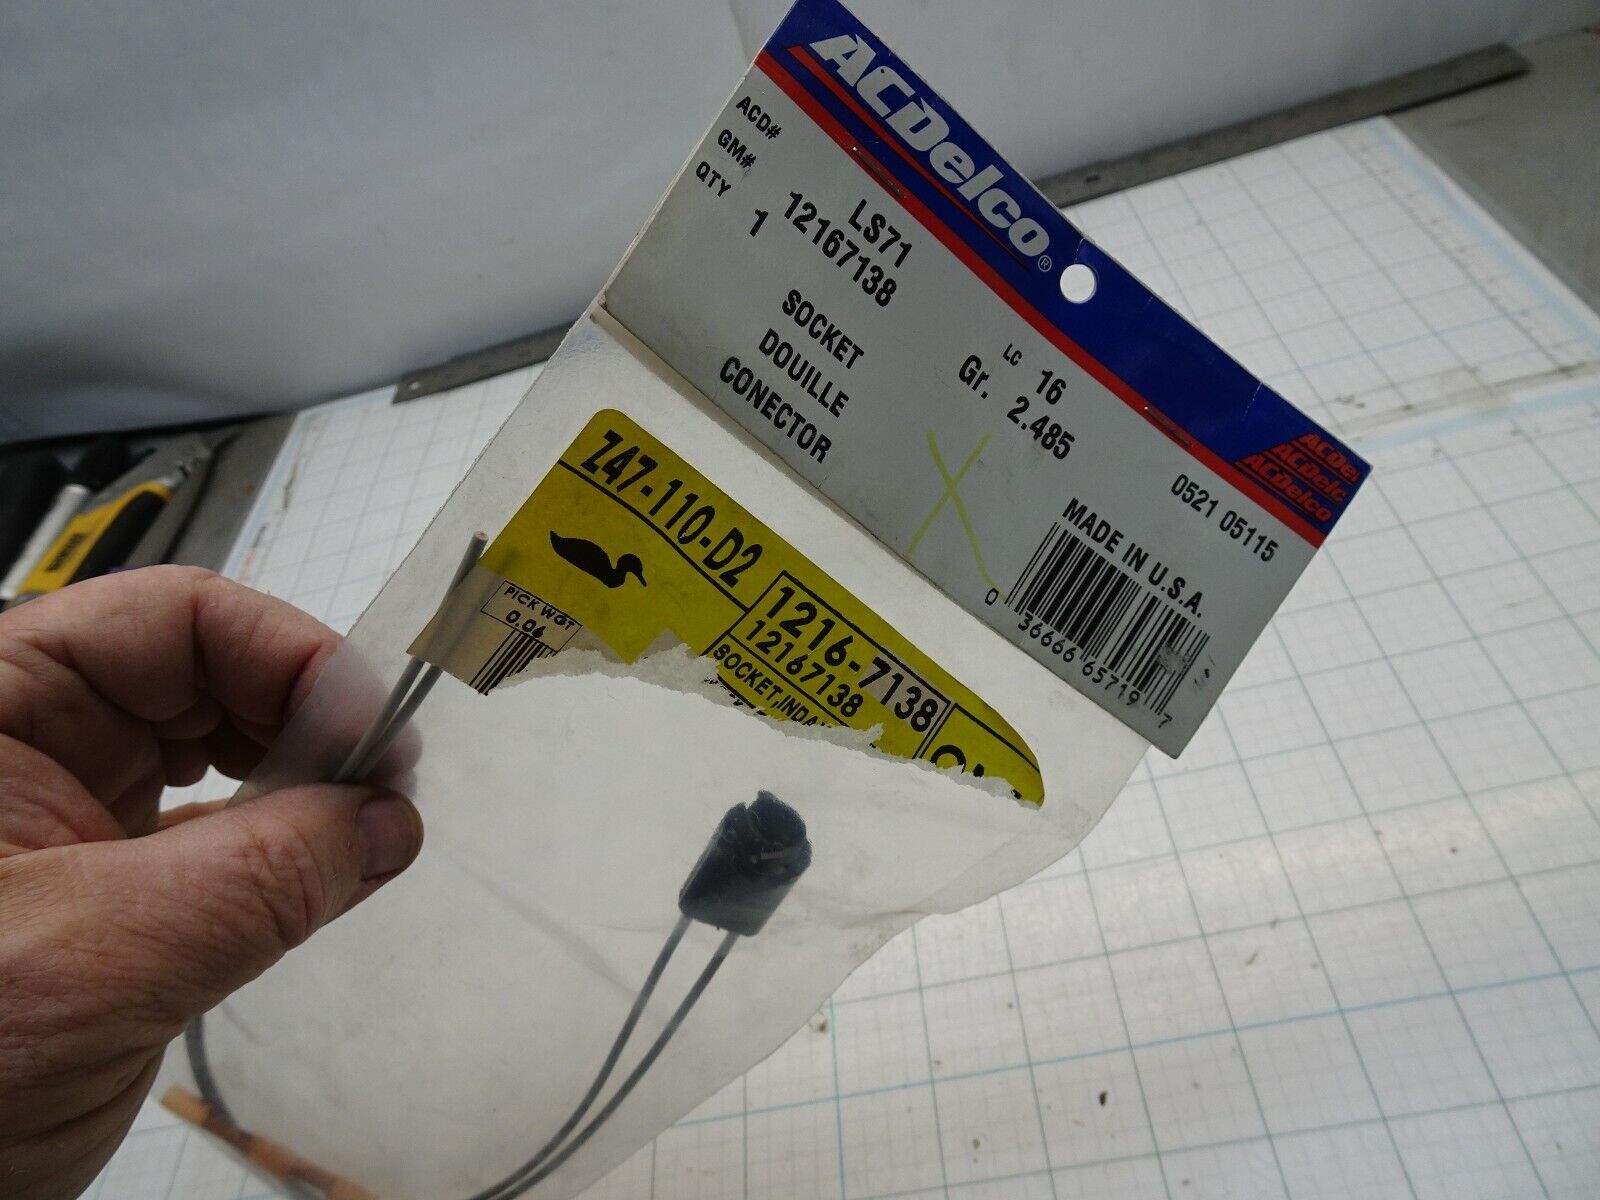 ACDelco®
ACD# LS71
GM# 12167138
QTY 1
SOCKET
DOUILLE
CONECTOR
LC 16
Gr. 2.485
0521 05115
MADE IN U.S.A.
0 36666 65719 7
ACDelco
ACDelco
Z47-110-D2
PICK WGT
0.06
1216-7138
12167138
SOCKET,